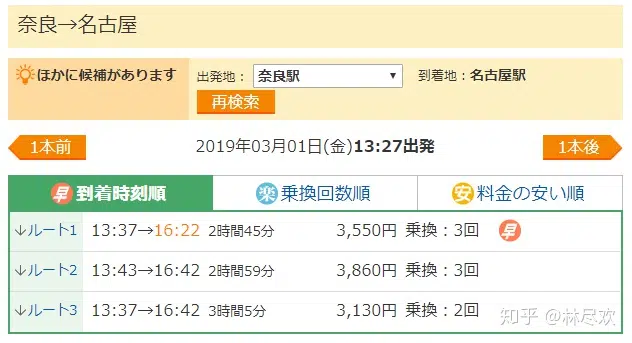 奈良→名古屋
ほかに候補があります 出発地： 奈良駅 到着地：名古屋駅
再検索
1本前 2019年03月01日(金)13:27出発 1本後
早 到着時刻順 楽 乗換回数順 安 料金の安い順
↓ルート1 13:37→16:22 2時間45分 3,550円 乗換：3回 早
↓ルート2 13:43→16:42 2時間59分 3,860円 乗換：3回
↓ルート3 13:37→16:42 3時間5分 3,130円 乗換：2回
知乎 @林尽欢